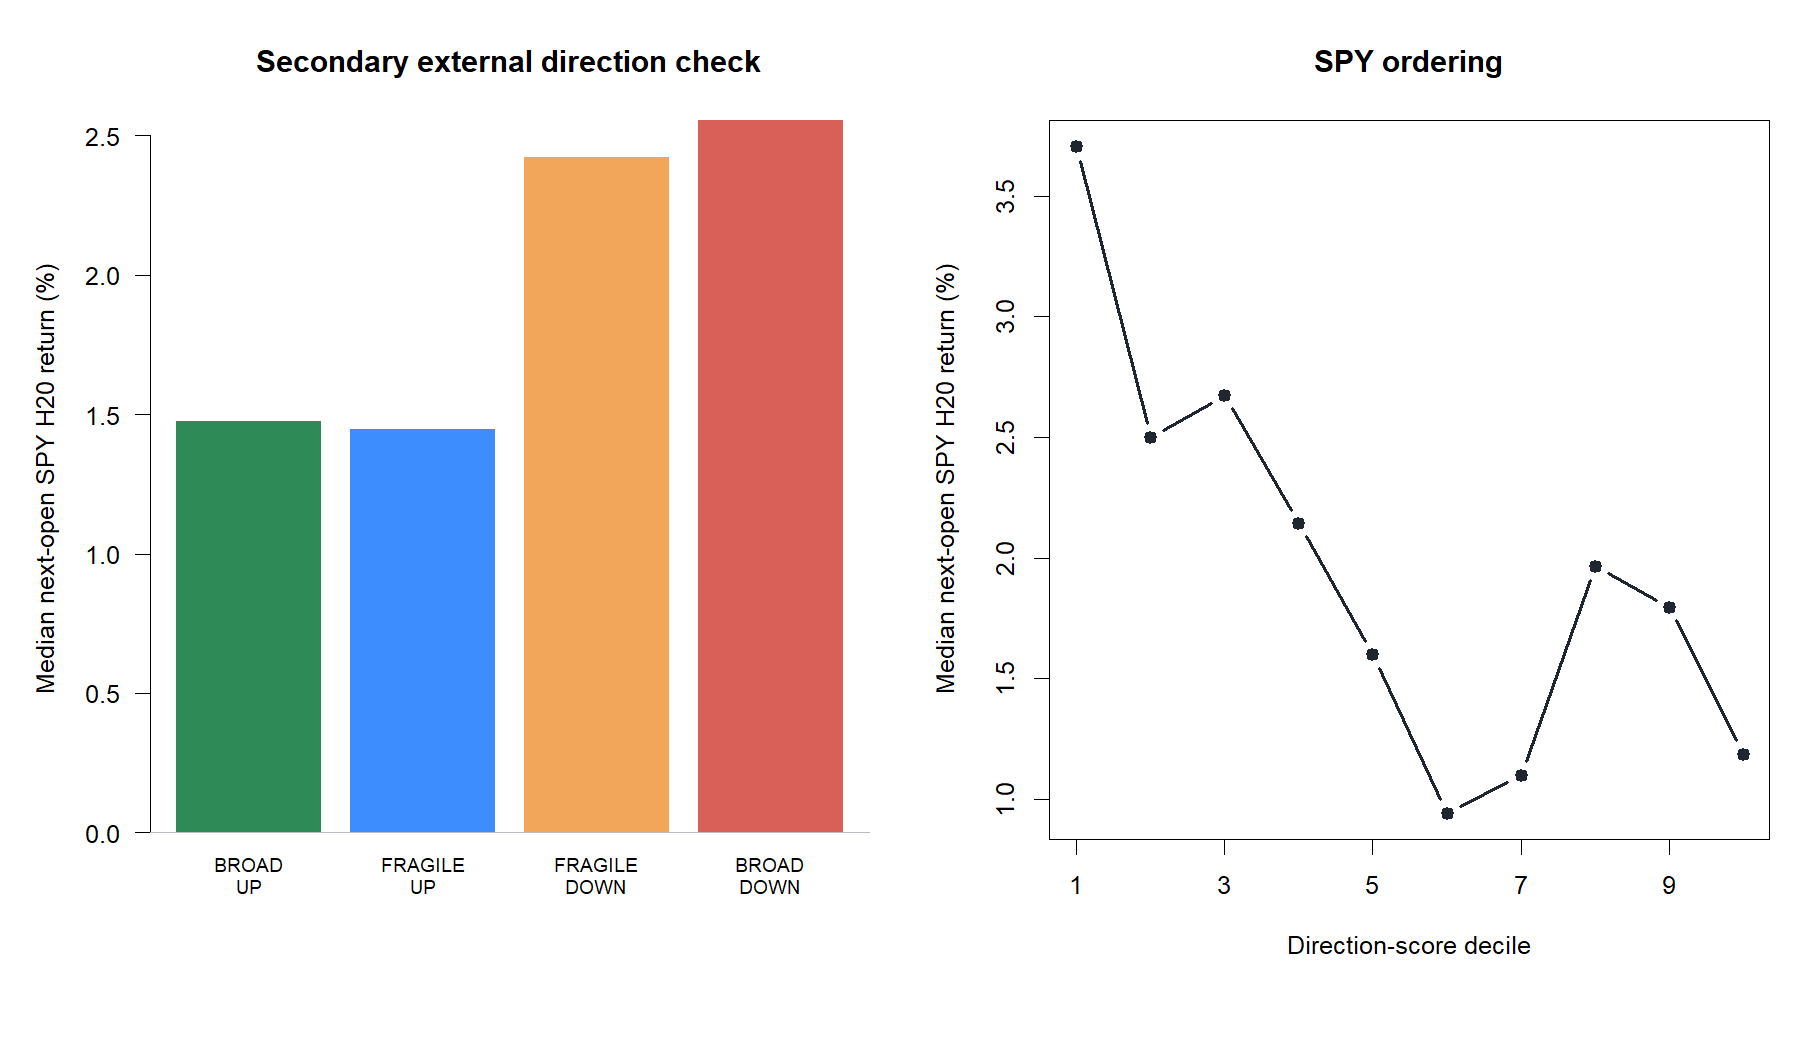 Secondary external direction check
Median next-open SPY H20 return (%)
2.5
2.0
1.5
1.0
0.5
0.0
BROAD
UP
FRAGILE
UP
FRAGILE
DOWN
BROAD
DOWN
SPY ordering
Median next-open SPY H20 return (%)
3.5
3.0
2.5
2.0
1.5
1.0
1
3
5
7
9
Direction-score decile